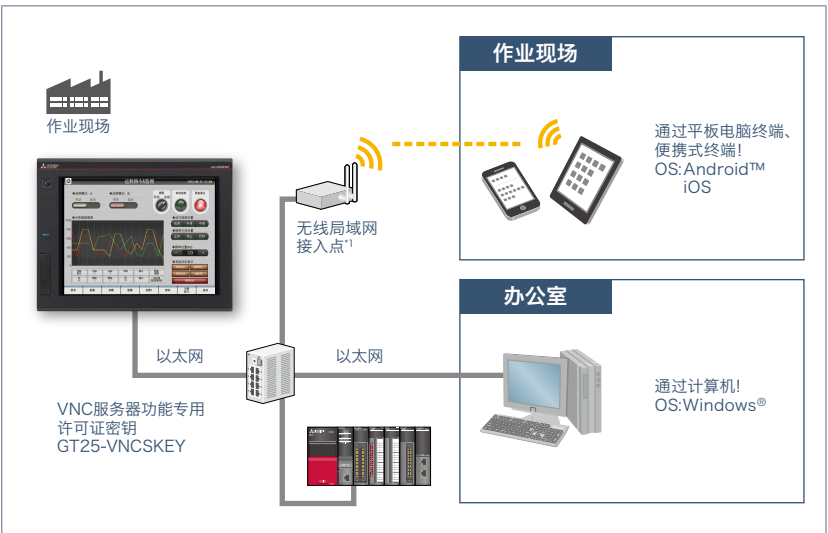 作业现场
作业现场
通过平板电脑终端、
便携式终端!
OS:Android™
iOS
无线局域网
接入点*1
办公室
以太网
以太网
通过计算机!
OS:Windows®
VNC服务器功能专用
许可证密钥
GT25-VNCSKEY